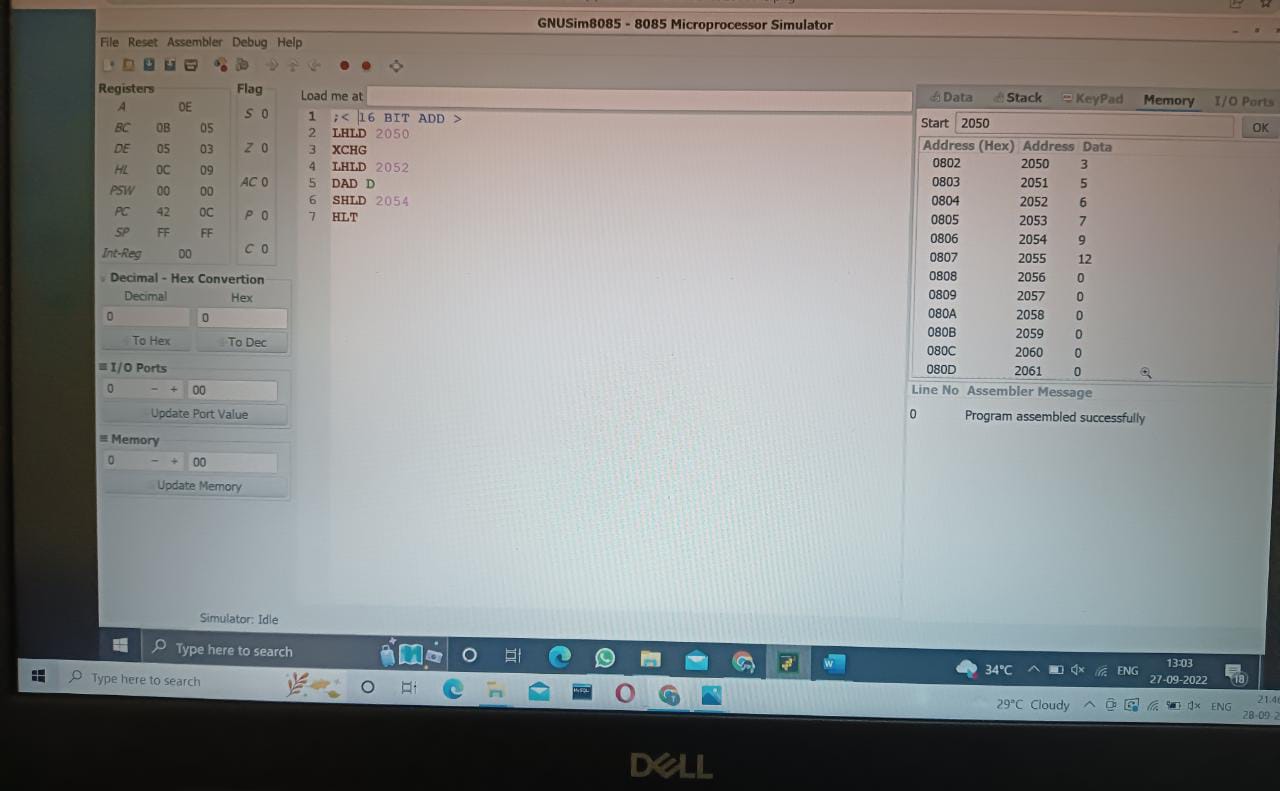 GNUSim8085 - 8085 Microprocessor Simulator
File Reset Assembler Debug Help
Registers
A 0E
BC 0B 05
DE 05 03
HL 0C 09
PSW 00 00
PC 42 0C
SP FF FF
Int-Reg 00
Flag
S 0
Z 0
AC 0
P 0
C 0
Decimal - Hex Convertion
Decimal Hex
0 0
To Hex To Dec
I/O Ports
0 - + 00
Update Port Value
Memory
0 - + 00
Update Memory
Simulator: Idle
Load me at
1 ;< 16 BIT ADD >
2 LHLD 2050
3 XCHG
4 LHLD 2052
5 DAD D
6 SHLD 2054
7 HLT
Data Stack KeyPad Memory I/O Ports
Start 2050 OK
Address (Hex) Address Data
0802 2050 3
0803 2051 5
0804 2052 6
0805 2053 7
0806 2054 9
0807 2055 12
0808 2056 0
0809 2057 0
080A 2058 0
080B 2059 0
080C 2060 0
080D 2061 0
Line No Assembler Message
0 Program assembled successfully
Type here to search
34°C ENG 13:03
27-09-2022
18
Type here to search
29°C Cloudy ENG
DELL